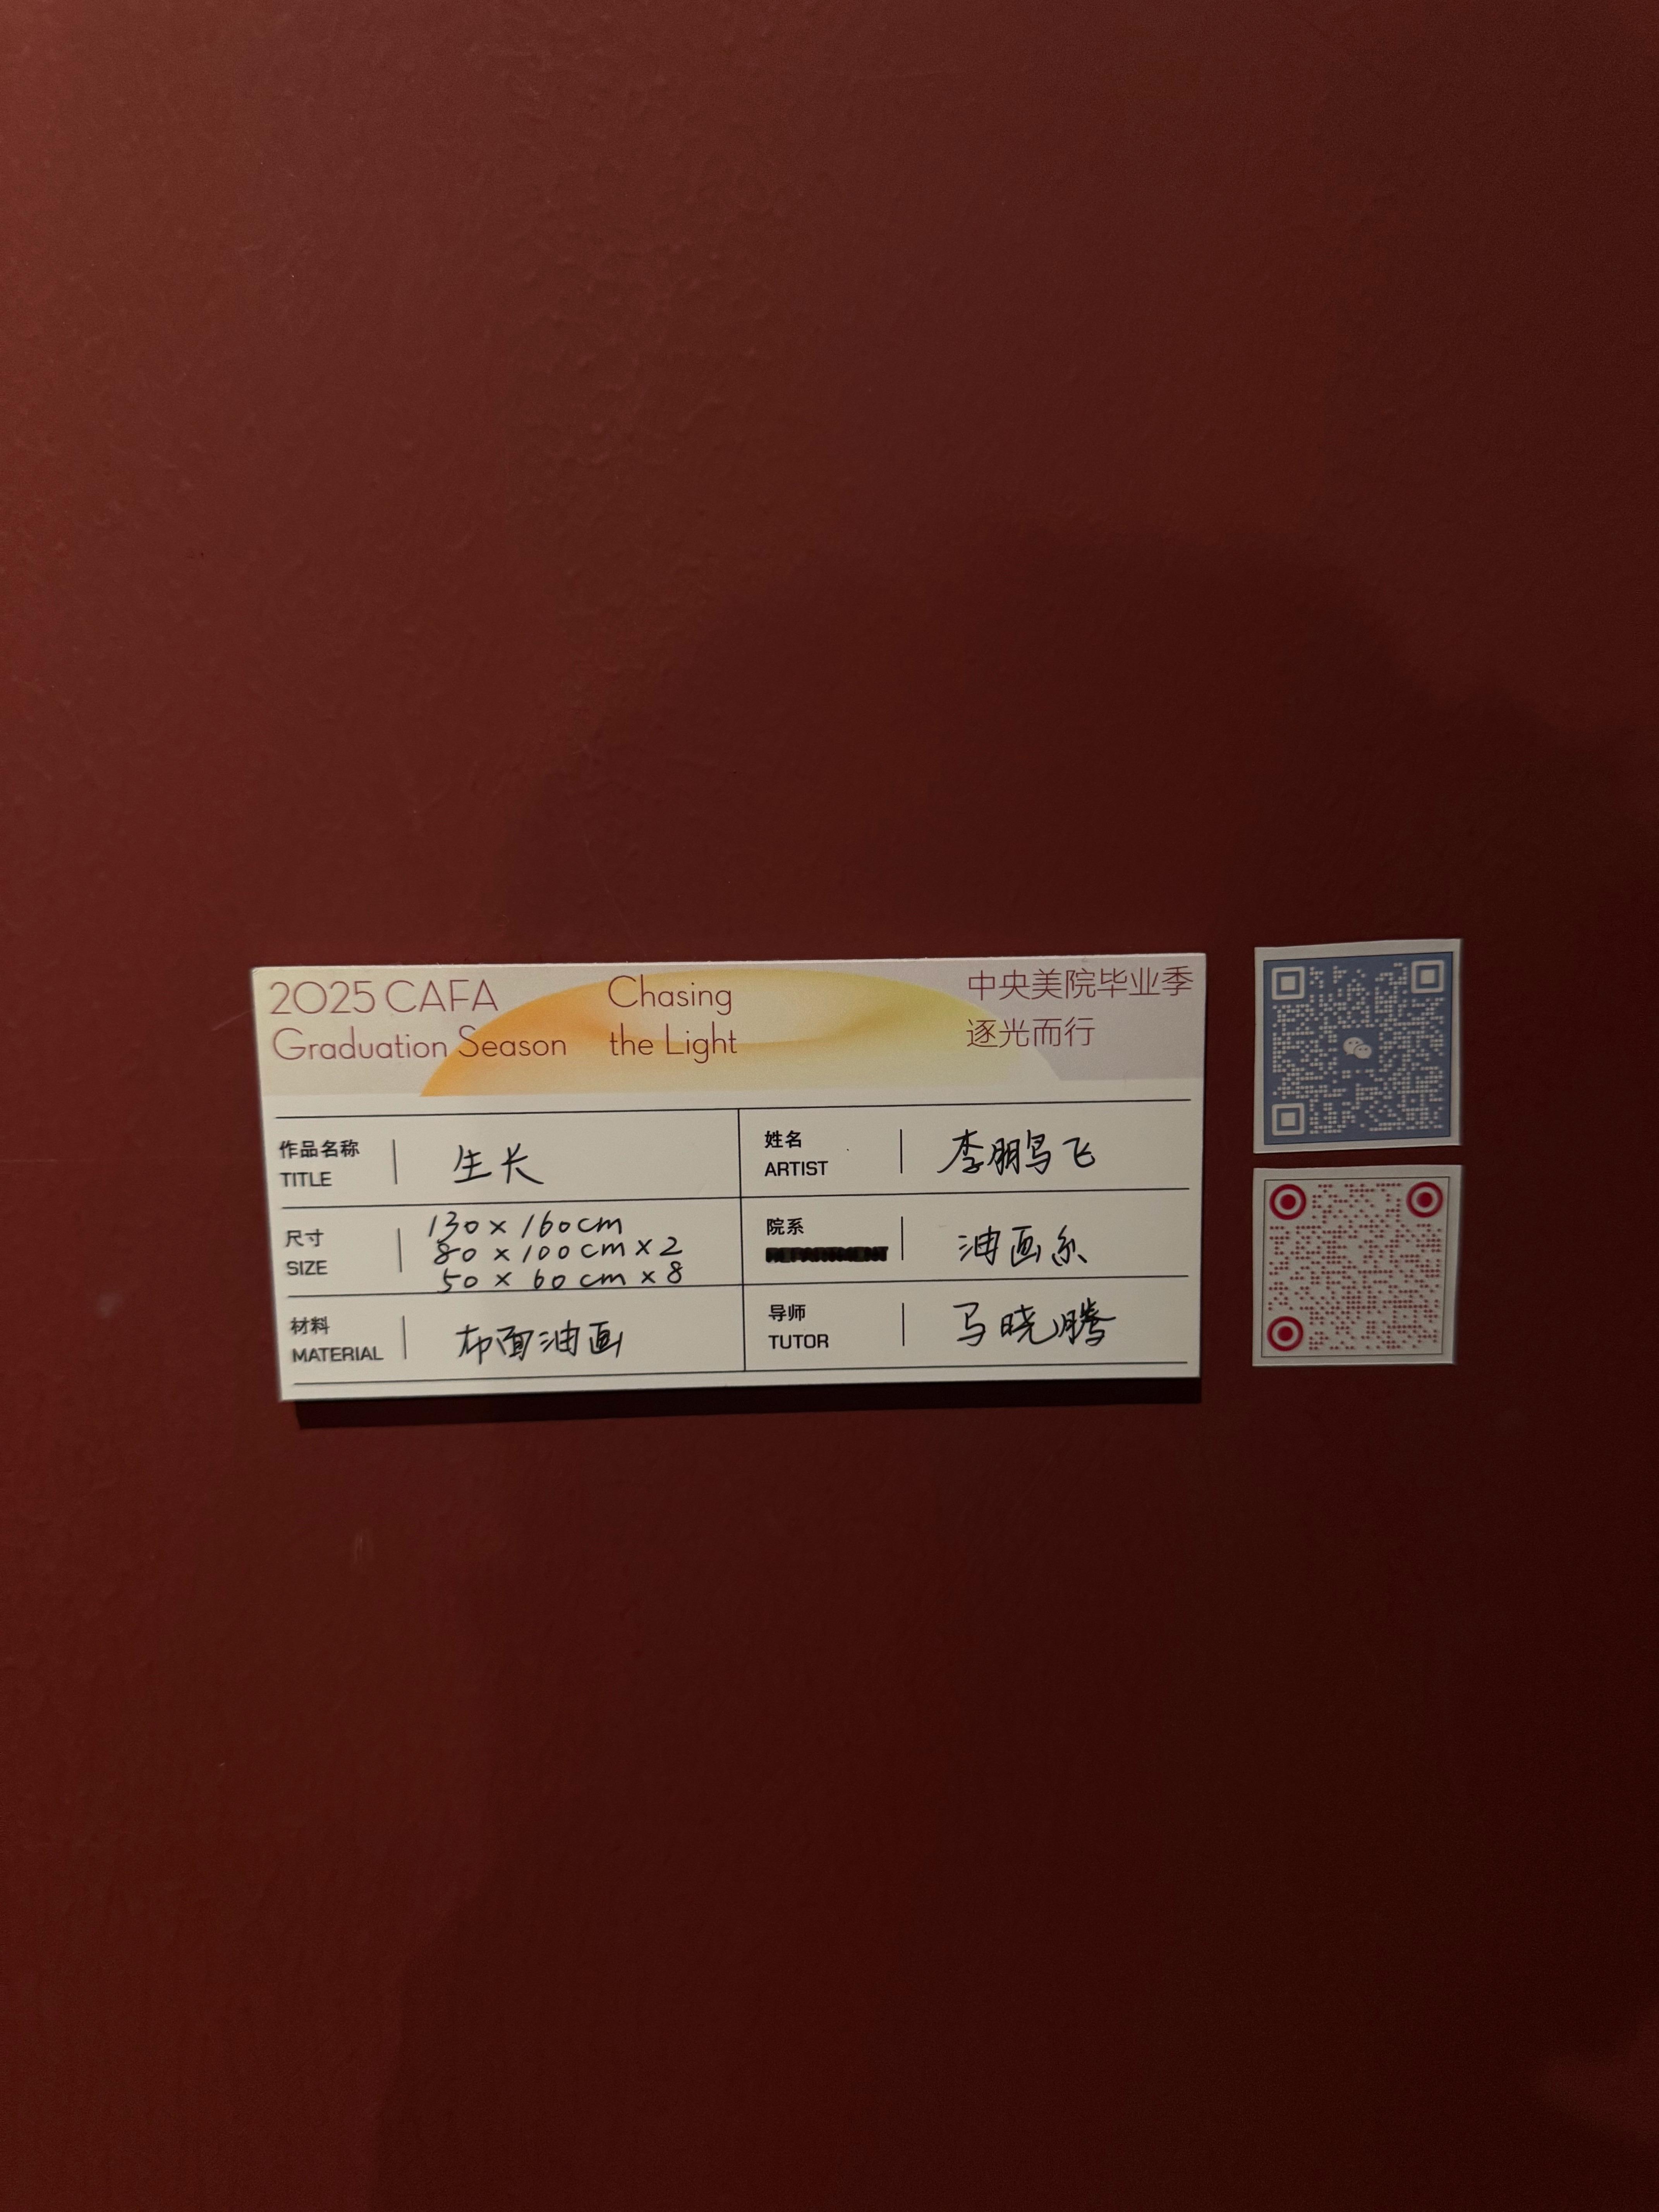 2025 CAFA
Graduation Season
Chasing
the Light
中央美院毕业季
逐光而行
作品名称
TITLE
生长
姓名
ARTIST
李鹏飞
尺寸
SIZE
130 x 160cm
80 x 100cm x 2
50 x 60cm x 8
院系
DEPARTMENT
油画系
材料
MATERIAL
布面油画
导师
TUTOR
马晓腾